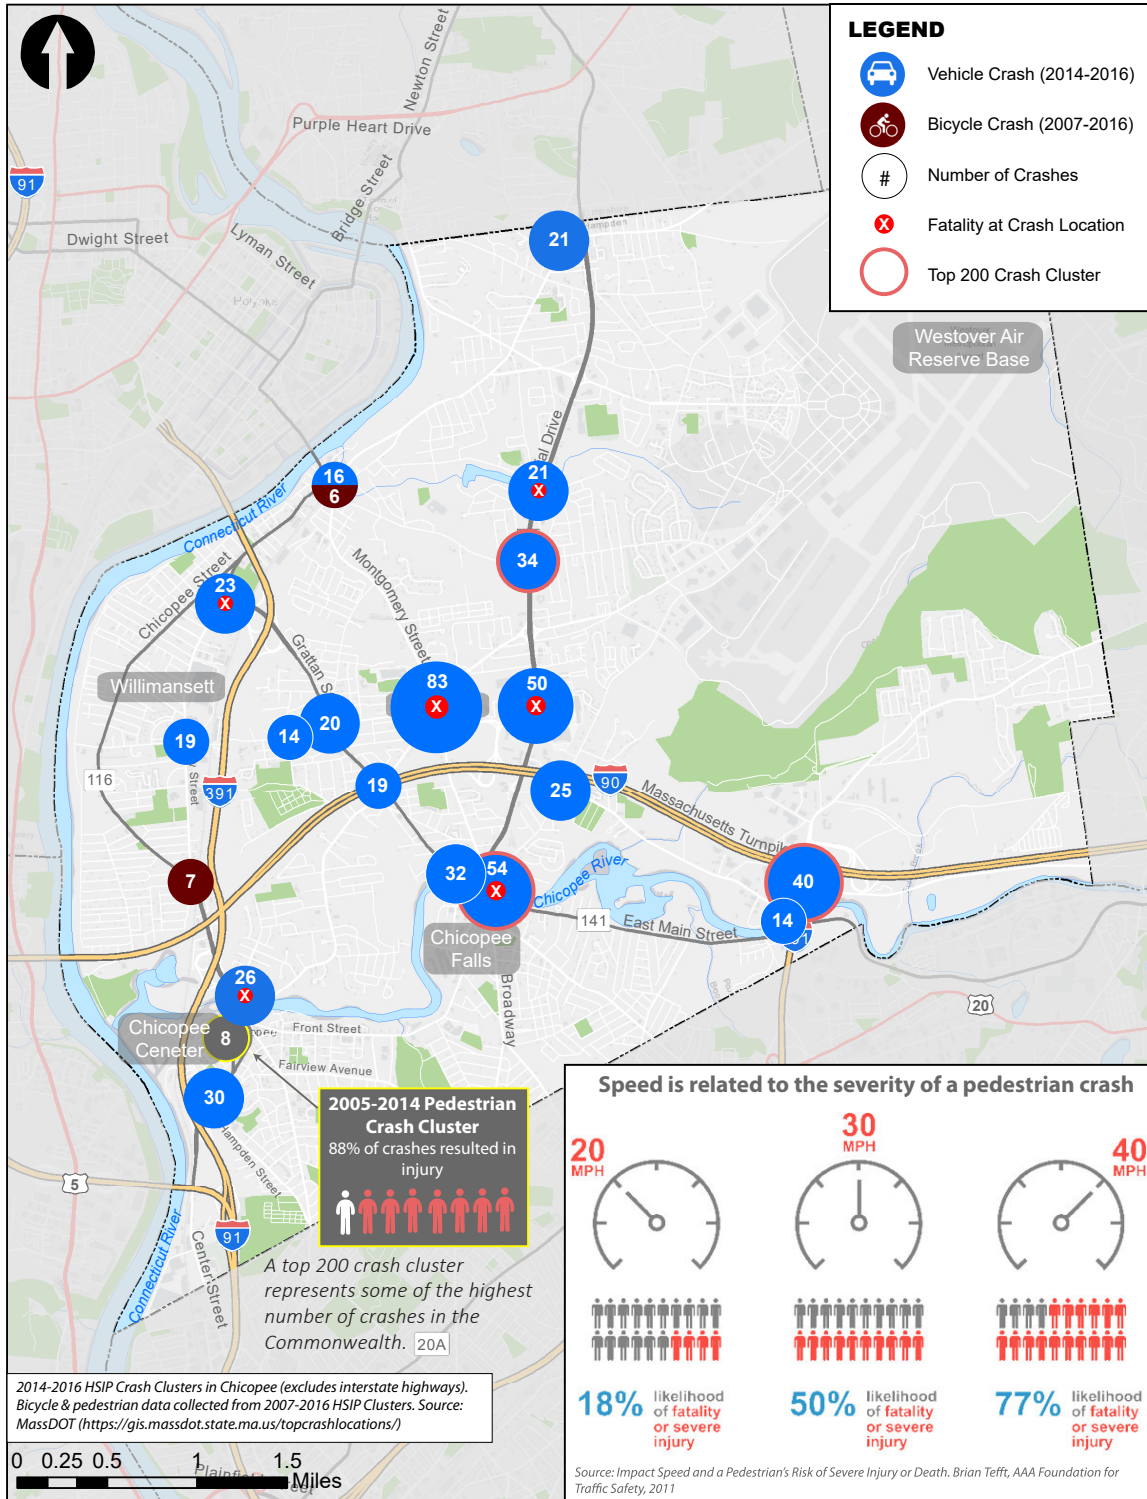 LEGEND
Vehicle Crash (2014-2016)
Bicycle Crash (2007-2016)
#
Number of Crashes
X
Fatality at Crash Location
Top 200 Crash Cluster
Newton Street
Purple Heart Drive
91
Bridge Street
Dwight Street
Lyman Street
Holyoke
21
Hampden
Westover Air
Reserve Base
ial Drive
16
6
21
X
Connecticut River
34
Montgomery Street
Chicopee Street
23
X
Grattan S
Willimansett
83
X
50
X
20
14
19
y Street
116
391
19
25
90
Massachusetts Turnpik
32
54
X
Chicopee River
40
7
14
141
East Main Street
91
Chicopee
Falls
Broadway
20
26
X
Chicopee
Ceneter
8
opee
Front Street
Fairview Avenue
30
Hampden Street
2005-2014 Pedestrian
Crash Cluster
88% of crashes resulted in
injury
5
91
Center Street
Connecticut River
A top 200 crash cluster
represents some of the highest
number of crashes in the
Commonwealth.
20A
Speed is related to the severity of a pedestrian crash
20
MPH
30
MPH
40
MPH
18% likelihood
of fatality
or severe
injury
50% likelihood
of fatality
or severe
injury
77% likelihood
of fatality
or severe
injury
Source: Impact Speed and a Pedestrian's Risk of Severe Injury or Death. Brian Tefft, AAA Foundation for
Traffic Safety, 2011
2014-2016 HSIP Crash Clusters in Chicopee (excludes interstate highways).
Bicycle & pedestrian data collected from 2007-2016 HSIP Clusters. Source:
MassDOT (https://gis.massdot.state.ma.us/topcrashlocations/)
0 0.25 0.5 1 1.5
Miles